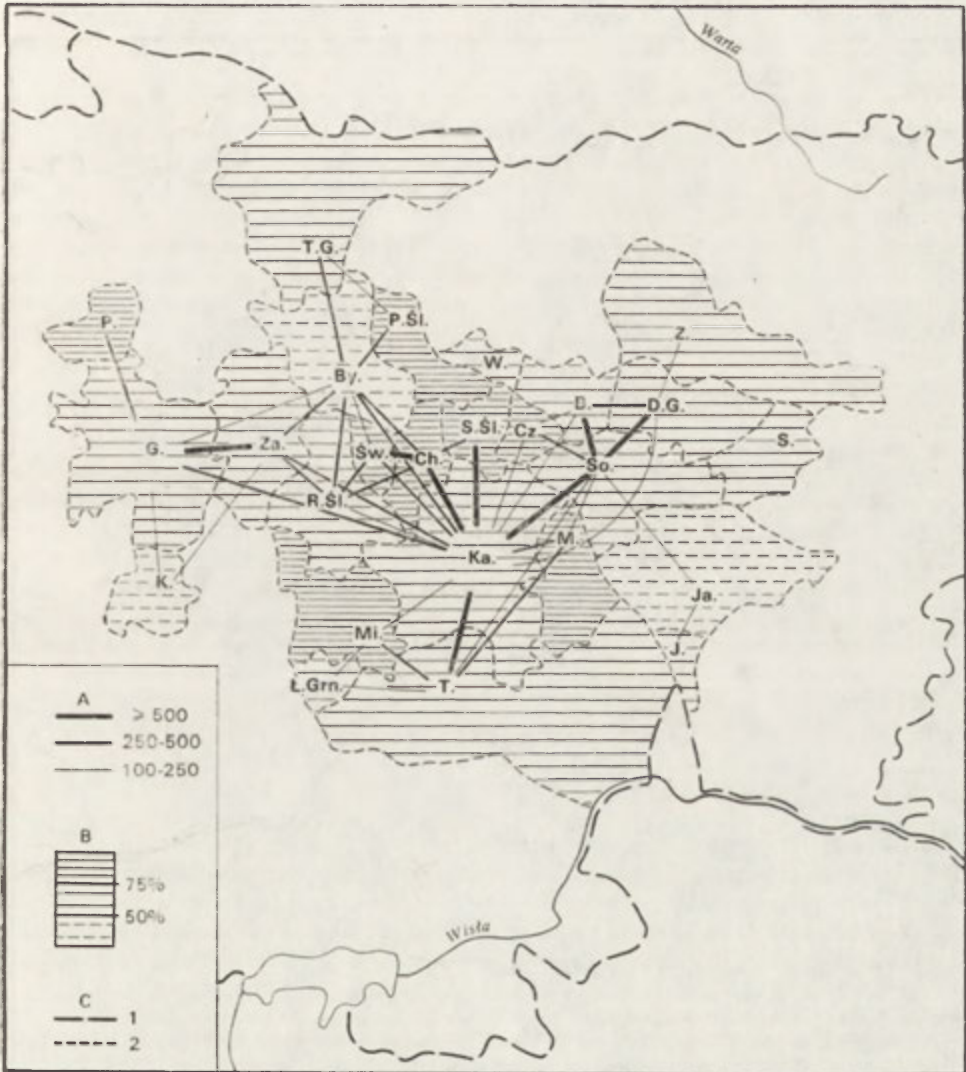 Warta
T.G.
P.
P.Śl.
Z.
W.
By.
B.
D.G.
S.Śl.
Cz
G.
Za.
Św.
Ch.
So.
S.
R.Śl.
Ka.
M.
K.
Ja.
Mi.
J.
Ł.Grn.
T.
A
≥ 500
250-500
100-250
B
75%
50%
Wisła
C
1
2